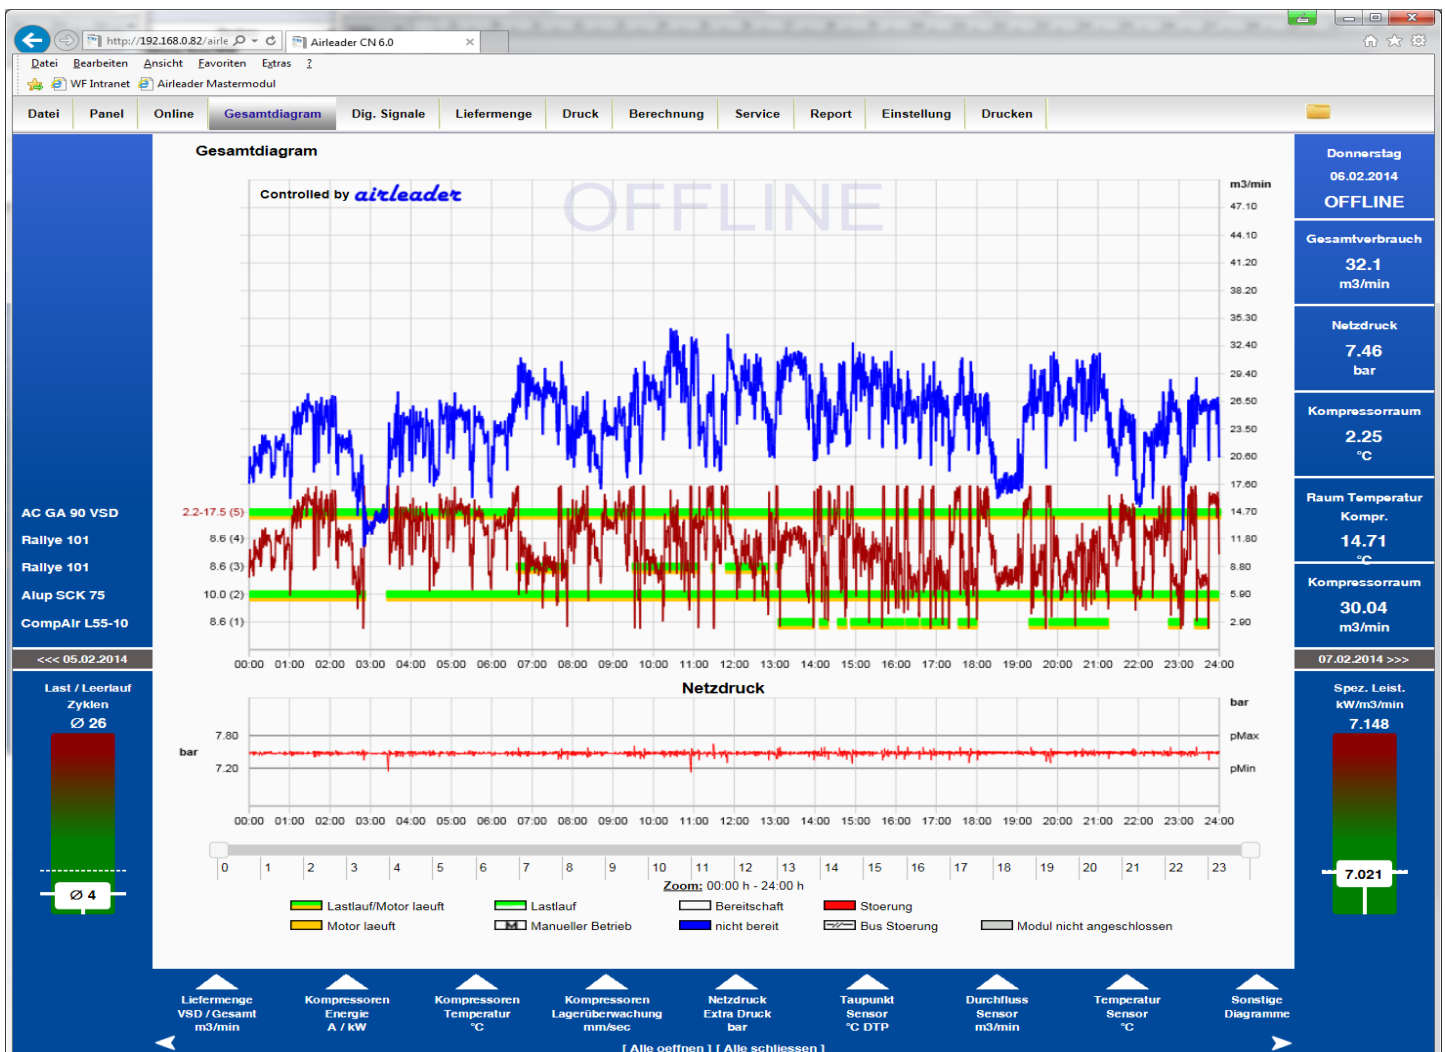 http://192.168.0.82/airle
Airleader CN 6.0
Datei Bearbeiten Ansicht Favoriten Extras ?
WF Intranet Airleader Mastermodul
Datei Panel Online Gesamtdiagram Dig. Signale Liefermenge Druck Berechnung Service Report Einstellung Drucken
Gesamtdiagram
Controlled by airleader
OFFLINE
m3/min
47.10
44.10
41.20
38.20
35.30
32.40
29.40
26.50
23.50
20.60
17.60
14.70
11.80
8.80
5.90
2.90
AC GA 90 VSD 2.2-17.5 (5)
Rallye 101 8.6 (4)
Rallye 101 8.6 (3)
Alup SCK 75 10.0 (2)
CompAir L55-10 8.6 (1)
00:00 01:00 02:00 03:00 04:00 05:00 06:00 07:00 08:00 09:00 10:00 11:00 12:00 13:00 14:00 15:00 16:00 17:00 18:00 19:00 20:00 21:00 22:00 23:00 24:00
Donnerstag
06.02.2014
OFFLINE
Gesamtverbrauch
32.1
m3/min
Netzdruck
7.46
bar
Kompressorraum
2.25
°C
Raum Temperatur
Kompr.
14.71
°C
Kompressorraum
30.04
m3/min
<<< 05.02.2014
07.02.2014 >>>
Last / Leerlauf
Zyklen
Ø 26
Ø 4
Netzdruck
bar
bar
7.80
7.20
pMax
pMin
00:00 01:00 02:00 03:00 04:00 05:00 06:00 07:00 08:00 09:00 10:00 11:00 12:00 13:00 14:00 15:00 16:00 17:00 18:00 19:00 20:00 21:00 22:00 23:00 24:00
0 1 2 3 4 5 6 7 8 9 10 11 12 13 14 15 16 17 18 19 20 21 22 23
Zoom: 00:00 h - 24:00 h
Spez. Leist.
kW/m3/min
7.148
7.021
Lastlauf/Motor laeuft Lastlauf Bereitschaft Stoerung
Motor laeuft M Manueller Betrieb nicht bereit Bus Stoerung Modul nicht angeschlossen
Liefermenge
VSD / Gesamt
m3/min
Kompressoren
Energie
A / kW
Kompressoren
Temperatur
°C
Kompressoren
Lagerüberwachung
mm/sec
Netzdruck
Extra Druck
bar
Taupunkt
Sensor
°C DTP
Durchfluss
Sensor
m3/min
Temperatur
Sensor
°C
Sonstige
Diagramme
[ Alle oeffnen ] [ Alle schliessen ]